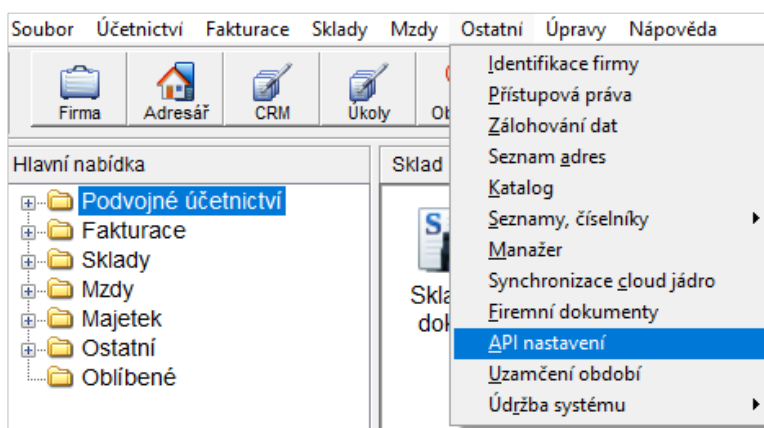 Soubor Účetnictví Fakturace Sklady Mzdy Ostatní Úpravy Nápověda
Firma Adresář CRM Úkoly
Identifikace firmy
Přístupová práva
Zálohování dat
Seznam adres
Katalog
Seznamy, číselníky
Manažer
Synchronizace cloud jádro
Firemní dokumenty
API nastavení
Uzamčení období
Údržba systému
Hlavní nabídka
Podvojné účetnictví
Fakturace
Sklady
Mzdy
Majetek
Ostatní
Oblíbené
Sklad
S